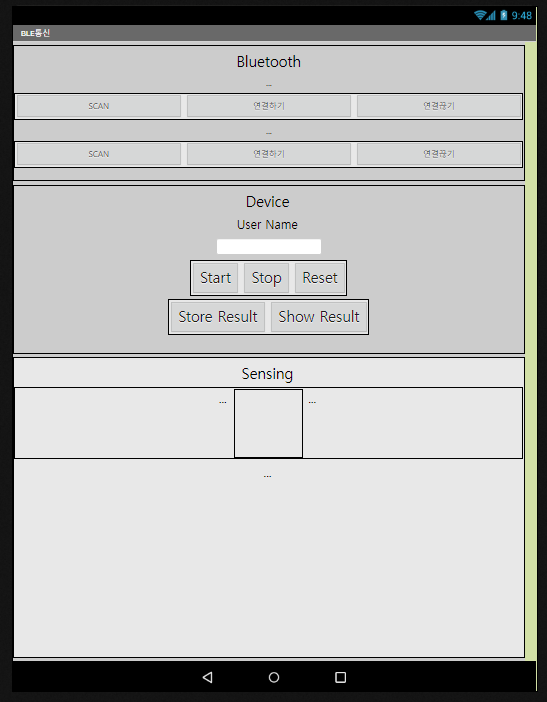 9:48
BLE통신
Bluetooth
...
SCAN 연결하기 연결끊기
...
SCAN 연결하기 연결끊기
Device
User Name
Start Stop Reset
Store Result Show Result
Sensing
... ...
...